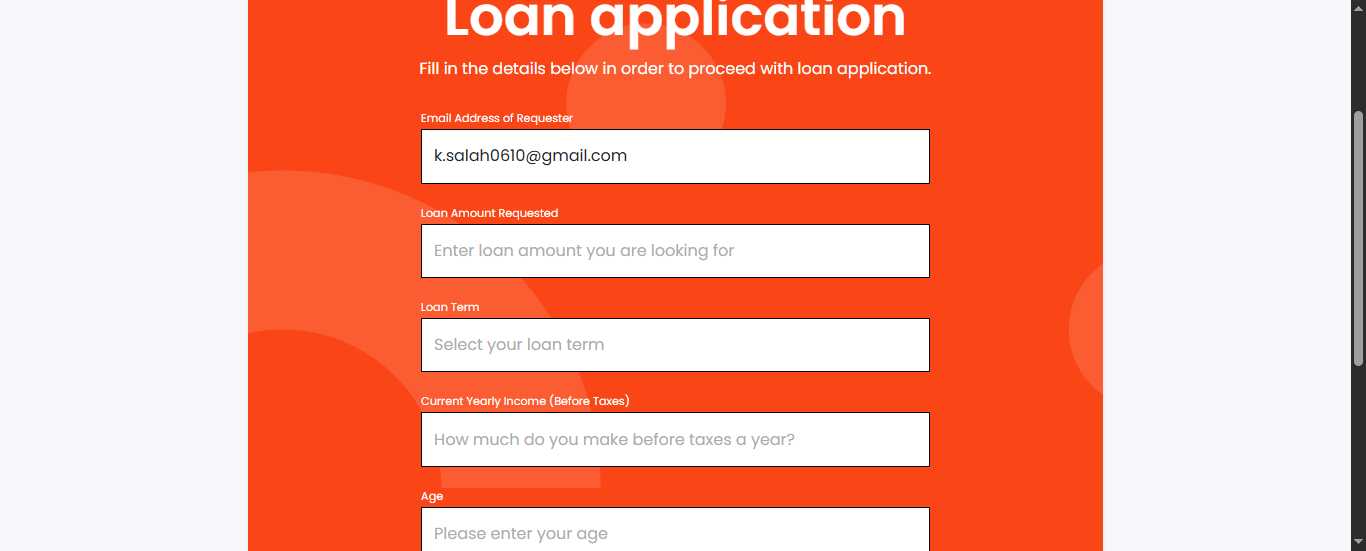 Loan application
Fill in the details below in order to proceed with loan application.
Email Address of Requester
k.salah0610@gmail.com
Loan Amount Requested
Enter loan amount you are looking for
Loan Term
Select your loan term
Current Yearly Income (Before Taxes)
How much do you make before taxes a year?
Age
Please enter your age